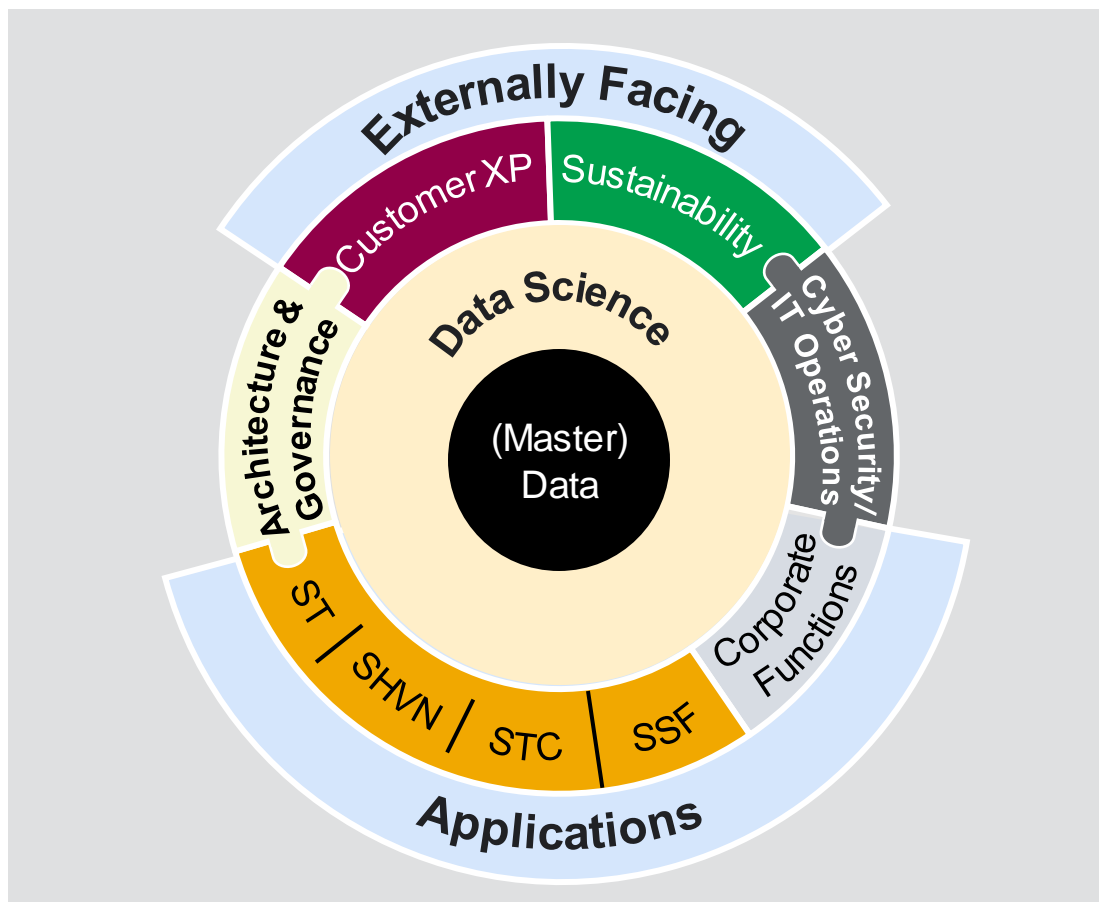 Externally Facing
Customer XP
Sustainability
Data Science
Architecture &
Governance
Cyber Security/
IT Operations
(Master)
Data
ST
SHVN
STC
SSF
Corporate
Functions
Applications